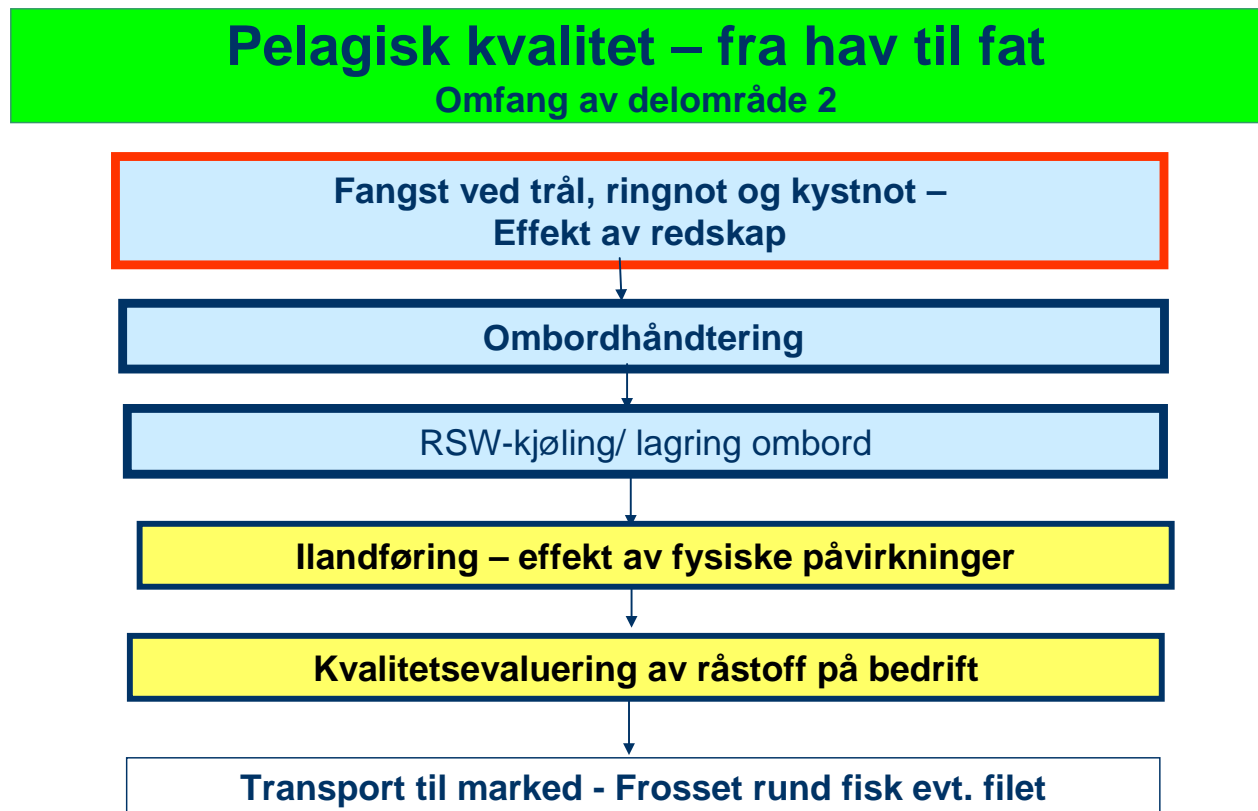 Pelagisk kvalitet – fra hav til fat
Omfang av delområde 2
Fangst ved trål, ringnot og kystnot –
Effekt av redskap
Ombordhåndtering
RSW-kjøling/ lagring ombord
Ilandføring – effekt av fysiske påvirkninger
Kvalitetsevaluering av råstoff på bedrift
Transport til marked - Frosset rund fisk evt. filet